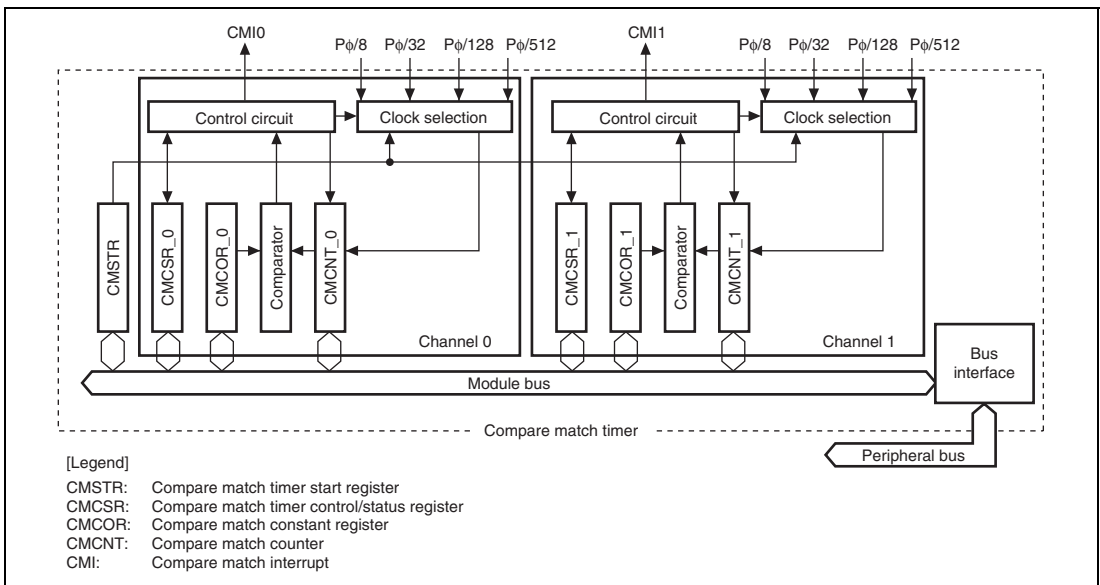 CMI0 Pφ/8 Pφ/32 Pφ/128 Pφ/512 CMI1 Pφ/8 Pφ/32 Pφ/128 Pφ/512
Control circuit Clock selection Control circuit Clock selection
CMSTR CMCSR_0 CMCOR_0 Comparator CMCNT_0 CMCSR_1 CMCOR_1 Comparator CMCNT_1
Channel 0 Channel 1
Bus
interface
Module bus
Compare match timer
Peripheral bus
[Legend]
CMSTR: Compare match timer start register
CMCSR: Compare match timer control/status register
CMCOR: Compare match constant register
CMCNT: Compare match counter
CMI: Compare match interrupt